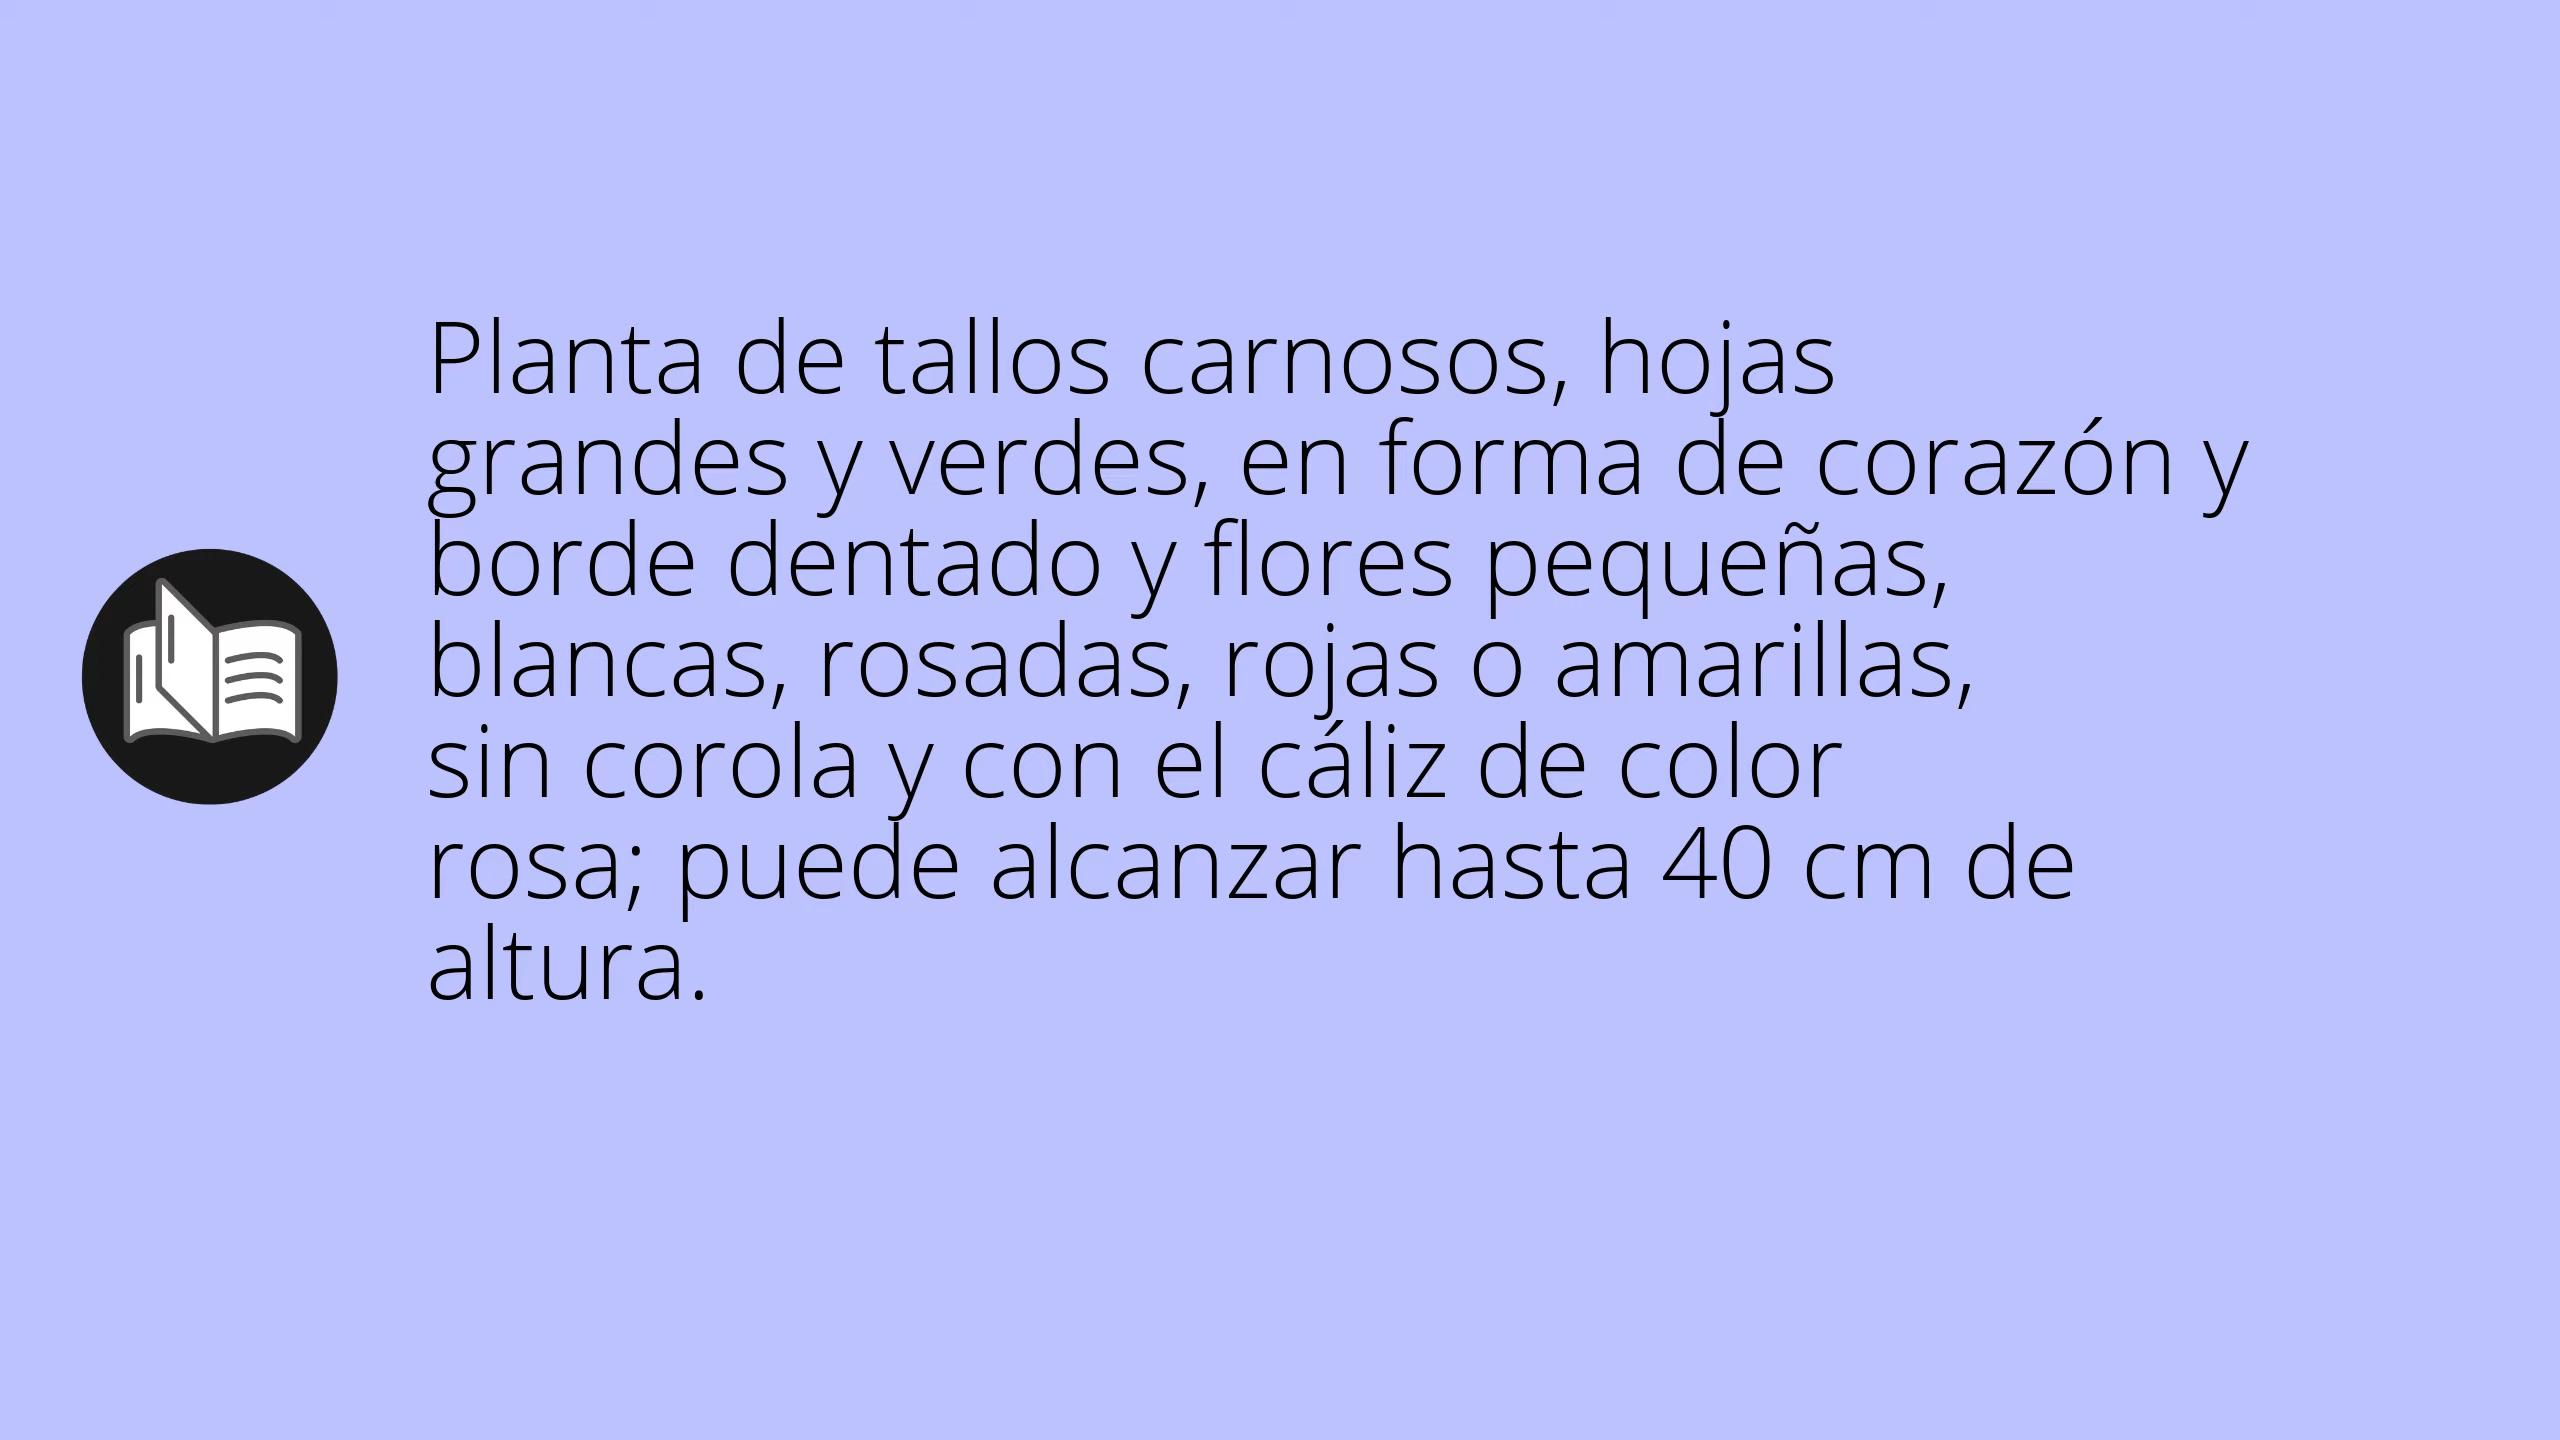 Planta de tallos carnosos, hojas
grandes y verdes, en forma de corazón y
borde dentado y flores pequeñas,
blancas, rosadas, rojas o amarillas,
sin corola y con el cáliz de color
rosa; puede alcanzar hasta 40 cm de
altura.